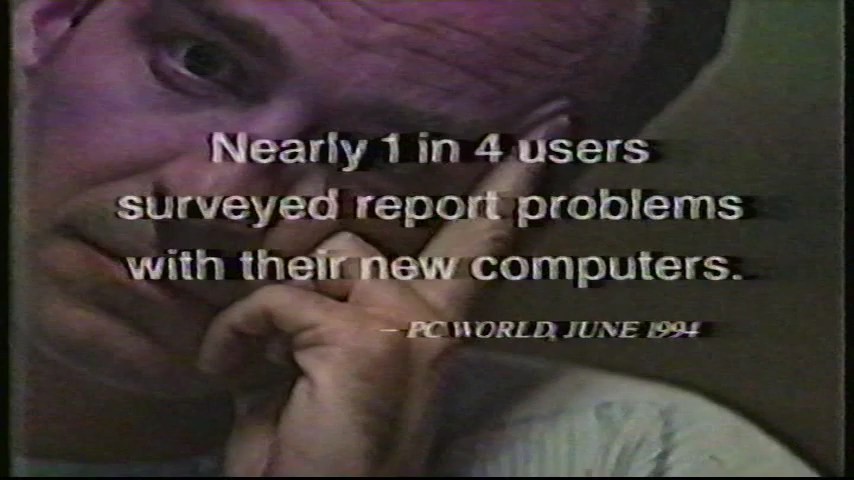 Nearly 1 in 4 users
surveyed report problems
with their new computers.
– PC WORLD, JUNE 1994